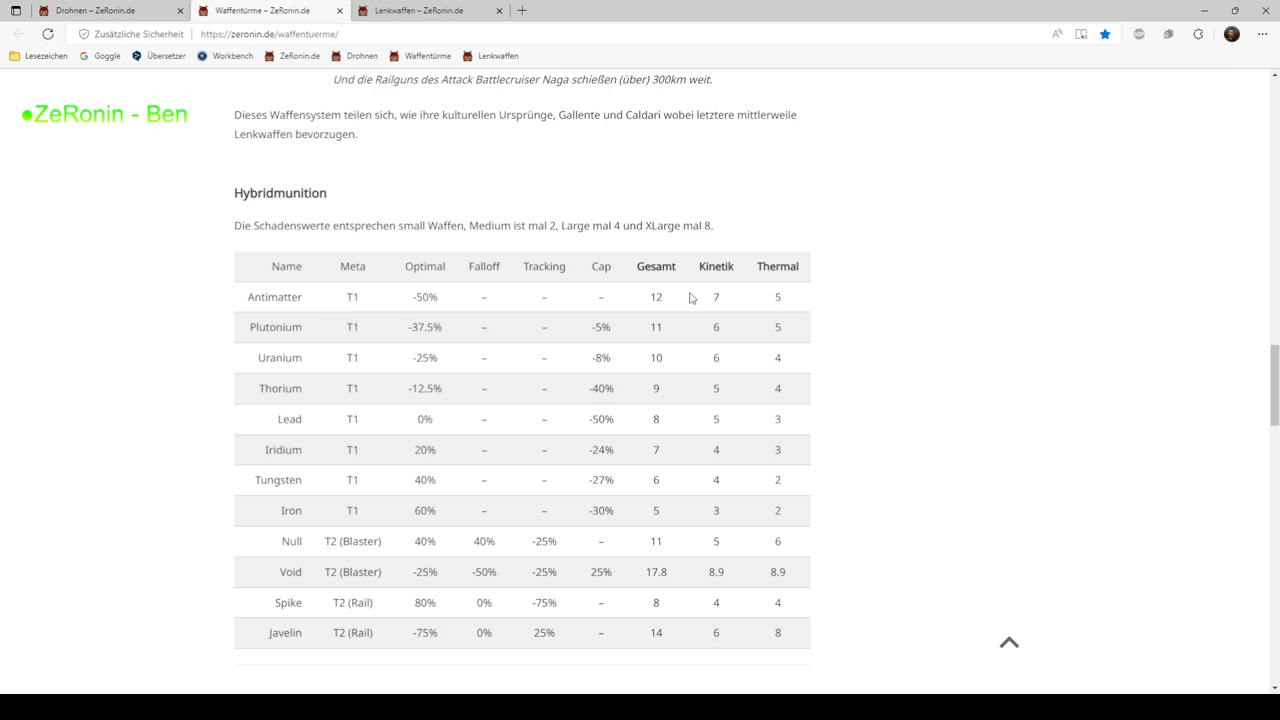 Drohnen – ZeRonin.de
Waffentürme – ZeRonin.de
Lenkwaffen – ZeRonin.de
Zusätzliche Sicherheit
https://zeronin.de/waffentuerme/
Lesezeichen Goggle Übersetzer Workbench ZeRonin.de Drohnen Waffentürme Lenkwaffen
Und die Railguns des Attack Battlecruiser Naga schießen (über) 300km weit.
●ZeRonin - Ben
Dieses Waffensystem teilen sich, wie ihre kulturellen Ursprünge, Gallente und Caldari wobei letztere mittlerweile
Lenkwaffen bevorzugen.
Hybridmunition
Die Schadenswerte entsprechen small Waffen, Medium ist mal 2, Large mal 4 und XLarge mal 8.
Name Meta Optimal Falloff Tracking Cap Gesamt Kinetik Thermal
Antimatter T1 -50% – – – 12 7 5
Plutonium T1 -37.5% – – -5% 11 6 5
Uranium T1 -25% – – -8% 10 6 4
Thorium T1 -12.5% – – -40% 9 5 4
Lead T1 0% – – -50% 8 5 3
Iridium T1 20% – – -24% 7 4 3
Tungsten T1 40% – – -27% 6 4 2
Iron T1 60% – – -30% 5 3 2
Null T2 (Blaster) 40% 40% -25% – 11 5 6
Void T2 (Blaster) -25% -50% -25% 25% 17.8 8.9 8.9
Spike T2 (Rail) 80% 0% -75% – 8 4 4
Javelin T2 (Rail) -75% 0% 25% – 14 6 8